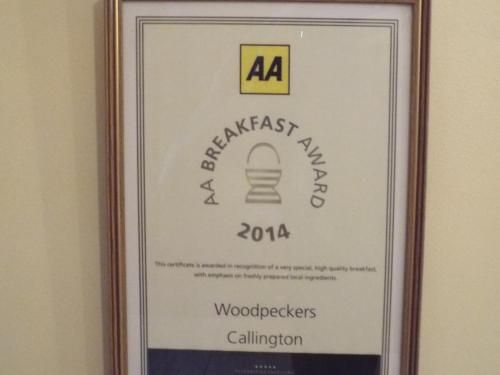 AA
AA BREAKFAST AWARD
2014
This certificate is awarded in recognition of a very special, high quality breakfast,
with emphasis on freshly prepared local ingredients.
Woodpeckers
Callington